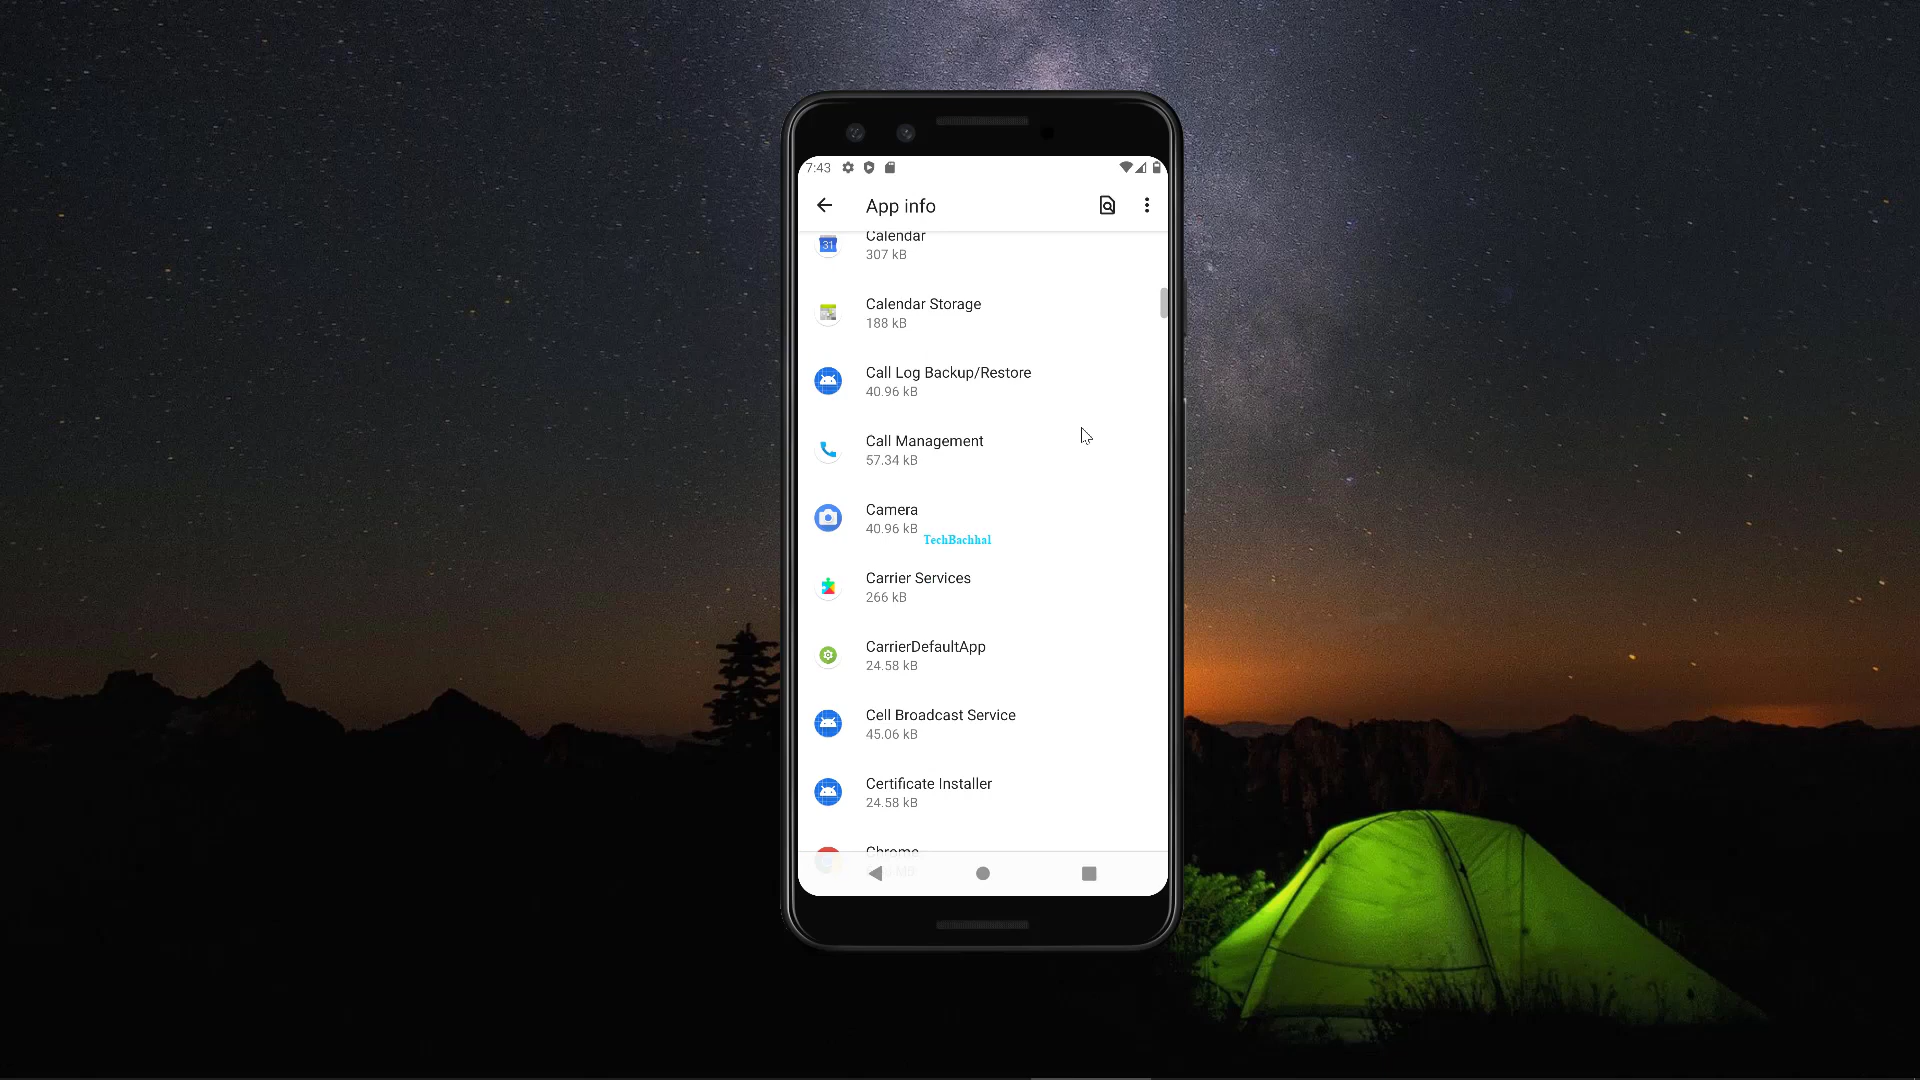 7:43
App info
Calendar
31
307 kB
Calendar Storage
188 kB
Call Log Backup/Restore
40.96 kB
Call Management
57.34 kB
Camera
40.96 kB
TechBachhal
Carrier Services
266 kB
CarrierDefaultApp
24.58 kB
Cell Broadcast Service
45.06 kB
Certificate Installer
24.58 kB
Chrome
MB